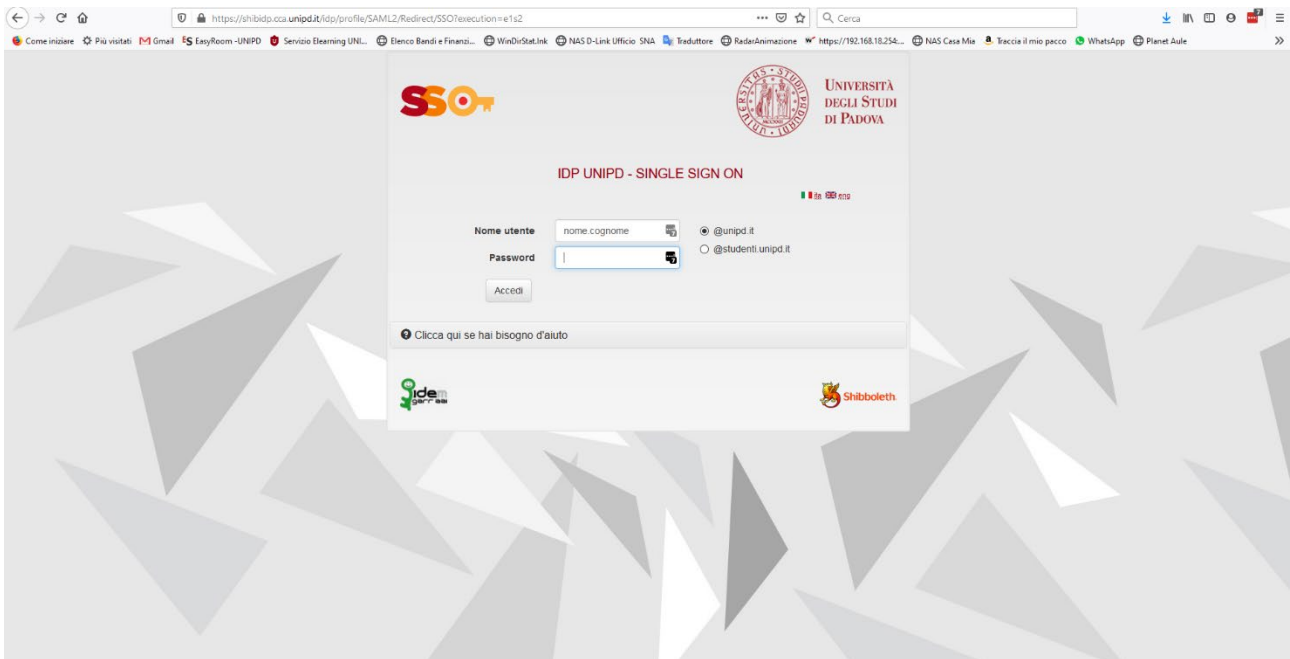 https://shibidp.cca.unipd.it/idp/profile/SAML2/Redirect/SSO?execution=e1s2
Cerca
Come iniziare Più visitati Gmail EasyRoom -UNIPD Servizio Elearning UNI... Elenco Bandi e Finanzi... WinDirStat.lnk NAS D-Link Ufficio SNA Traduttore RadarAnimazione https://192.168.18.254:... NAS Casa Mia Traccia il mio pacco WhatsApp Planet Aule
SSO
UNIVERSITÀ
DEGLI STUDI
DI PADOVA
IDP UNIPD - SINGLE SIGN ON
ita eng
Nome utente nome.cognome @unipd.it
Password @studenti.unipd.it
Accedi
Clicca qui se hai bisogno d'aiuto
idem
garr aai
Shibboleth.